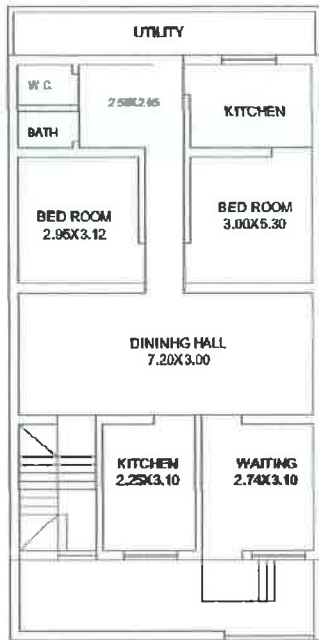 UTILITY
W.C.
KITCHEN
BATH
BED ROOM
2.95X3.12
BED ROOM
3.00X5.30
DININHG HALL
7.20X3.00
KITCHEN
2.25X3.10
WAITING
2.74X3.10